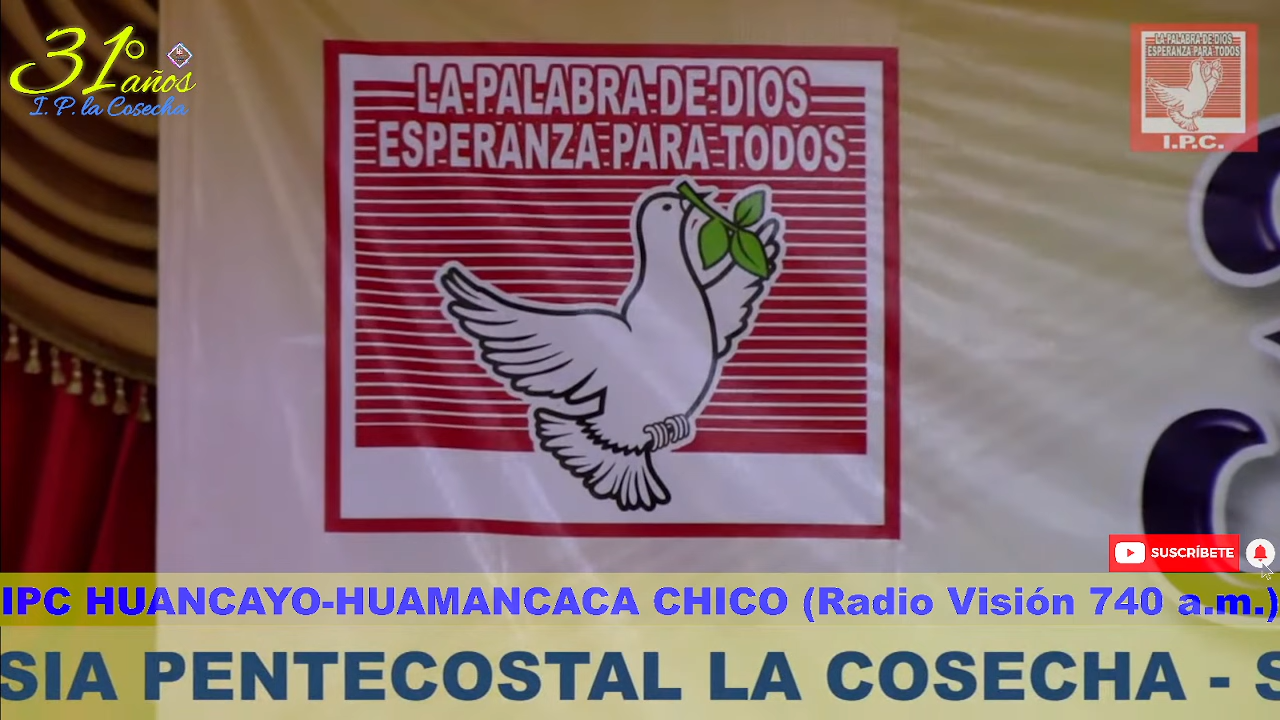 31º
años
I. P. la Cosecha
LA PALABRA DE DIOS
ESPERANZA PARA TODOS
LA PALABRA DE DIOS
ESPERANZA PARA TODOS
I.P.C.
SUSCRÍBETE
IPC HUANCAYO-HUAMANCACA CHICO (Radio Visión 740 a.m.)
SIA PENTECOSTAL LA COSECHA - S